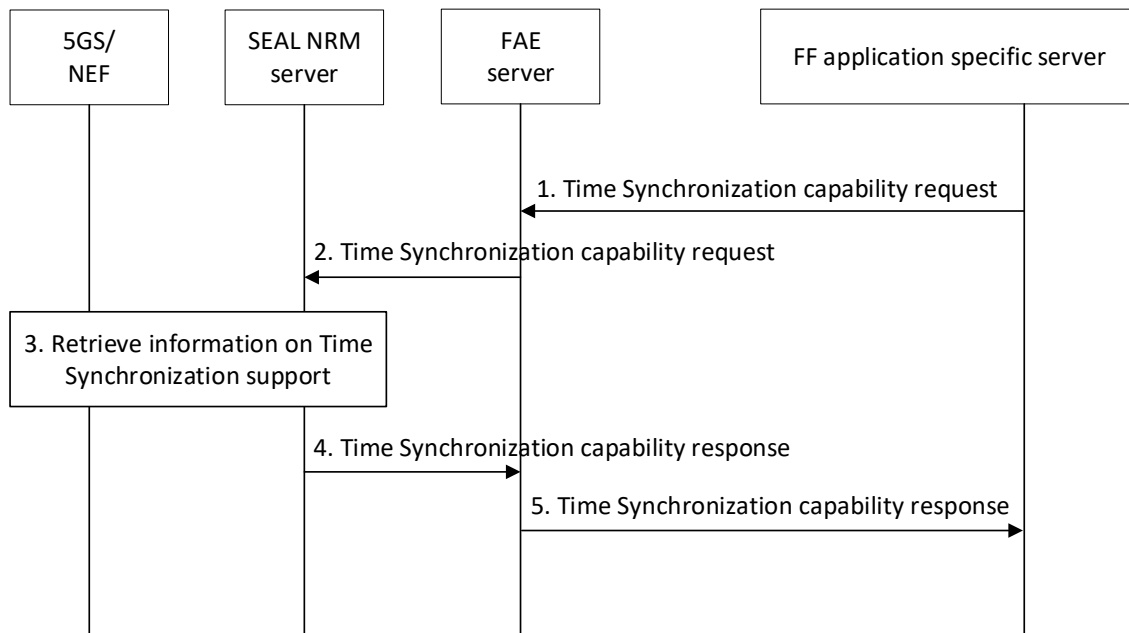 5GS/
NEF
SEAL NRM
server
FAE
server
FF application specific server
1. Time Synchronization capability request
2. Time Synchronization capability request
3. Retrieve information on Time
Synchronization support
4. Time Synchronization capability response
5. Time Synchronization capability response